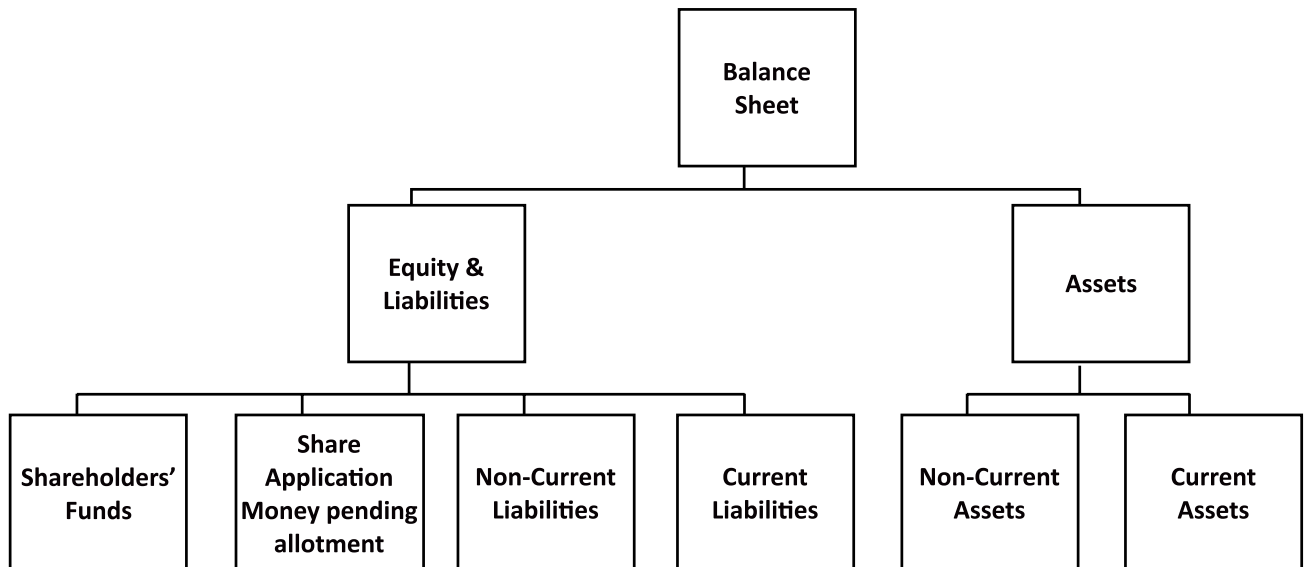 Balance
Sheet
Equity &
Liabilities
Assets
Shareholders’
Funds
Share
Application
Money pending
allotment
Non-Current
Liabilities
Current
Liabilities
Non-Current
Assets
Current
Assets